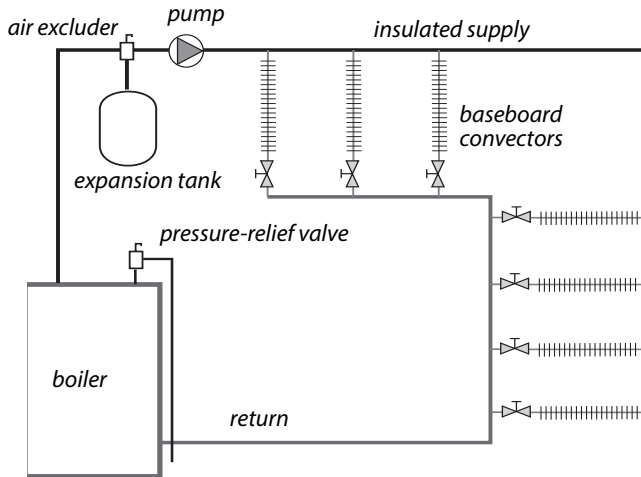 pump
air excluder
insulated supply
baseboard
convectors
expansion tank
pressure-relief valve
boiler
return